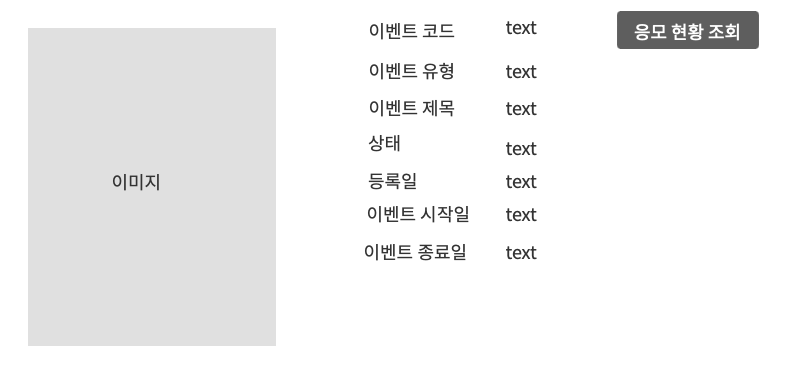 이미지
이벤트 코드 text
이벤트 유형 text
이벤트 제목 text
상태 text
등록일 text
이벤트 시작일 text
이벤트 종료일 text
응모 현황 조회